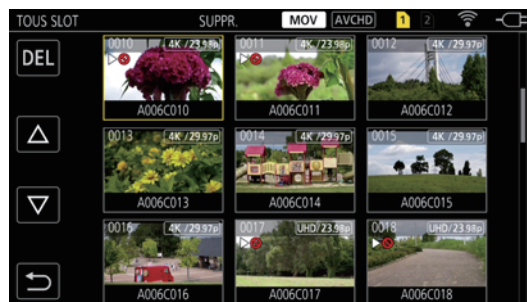 TOUS SLOT SUPPR. MOV AVCHD 1 2
DEL
0010 4K /23.98p
A006C010
0011 4K /23.98p
A006C011
0012 4K /29.97p
A006C012
0013 4K /29.97p
A006C013
0014 4K /29.97p
A006C014
0015 4K /29.97p
A006C015
0016 4K /29.97p
A006C016
0017 UHD/23.98p
A006C017
0018 UHD/23.98p
A006C018